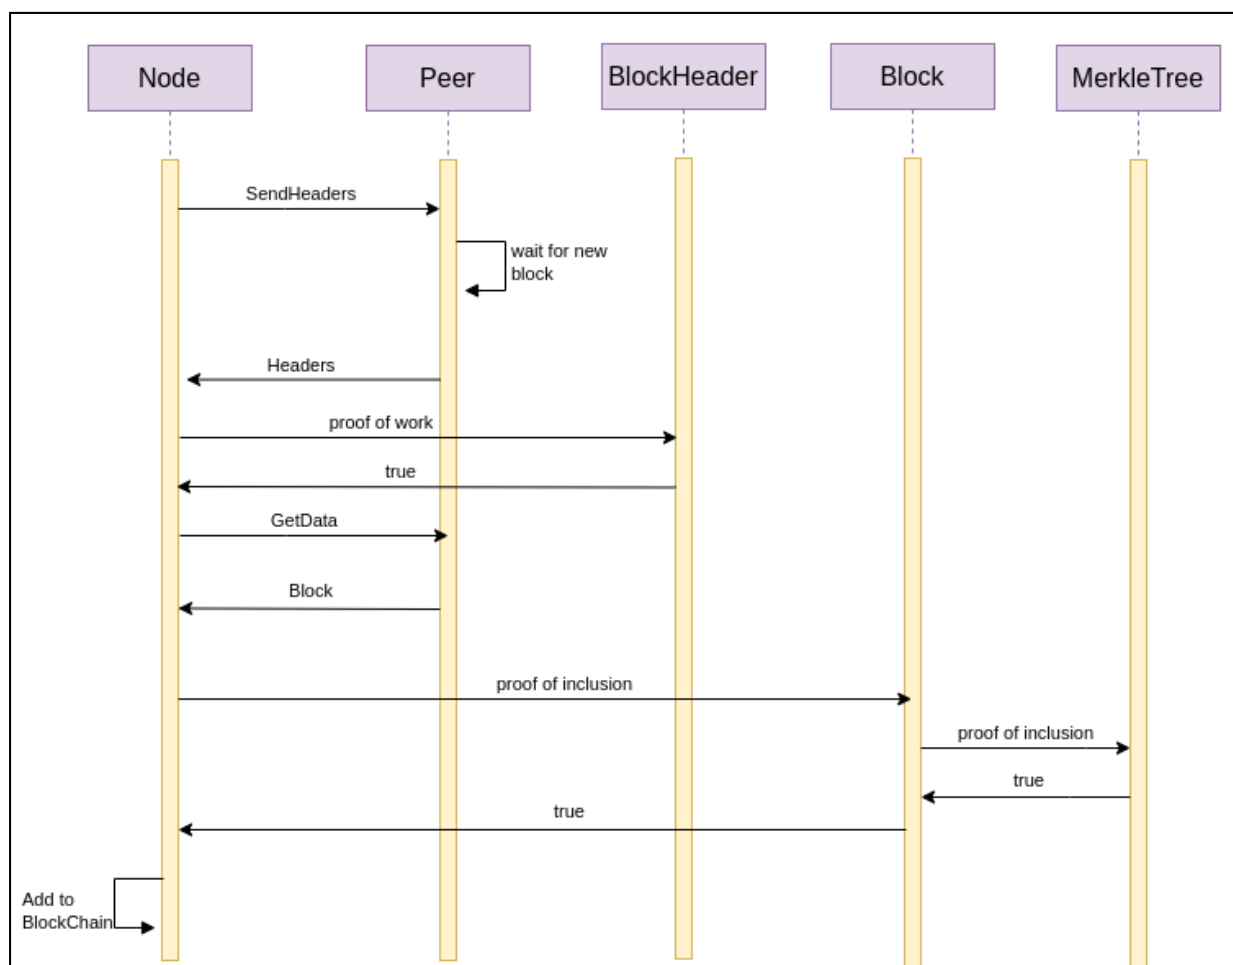 Node
Peer
BlockHeader
Block
MerkleTree
SendHeaders
wait for new
block
Headers
proof of work
true
GetData
Block
proof of inclusion
proof of inclusion
true
true
Add to
BlockChain